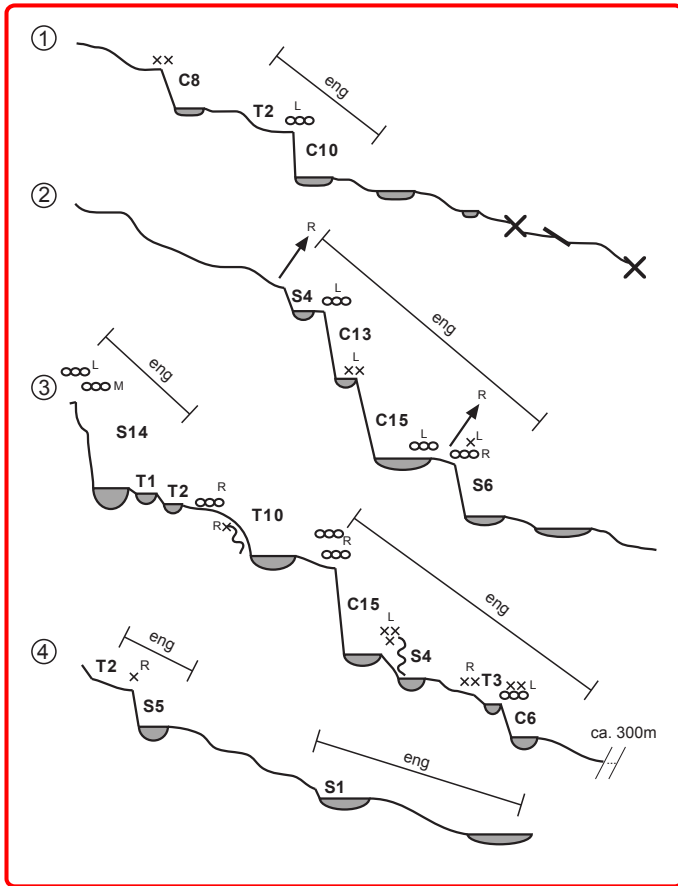 1
C8
T2
L
C10
eng
2
R
S4
L
C13
L
C15
L
R
L
R
S6
eng
L
M
eng
3
S14
T1
T2
R
R
T10
R
C15
L
S4
R
T3
L
C6
eng
ca. 300m
...
4
T2
R
eng
S5
S1
eng